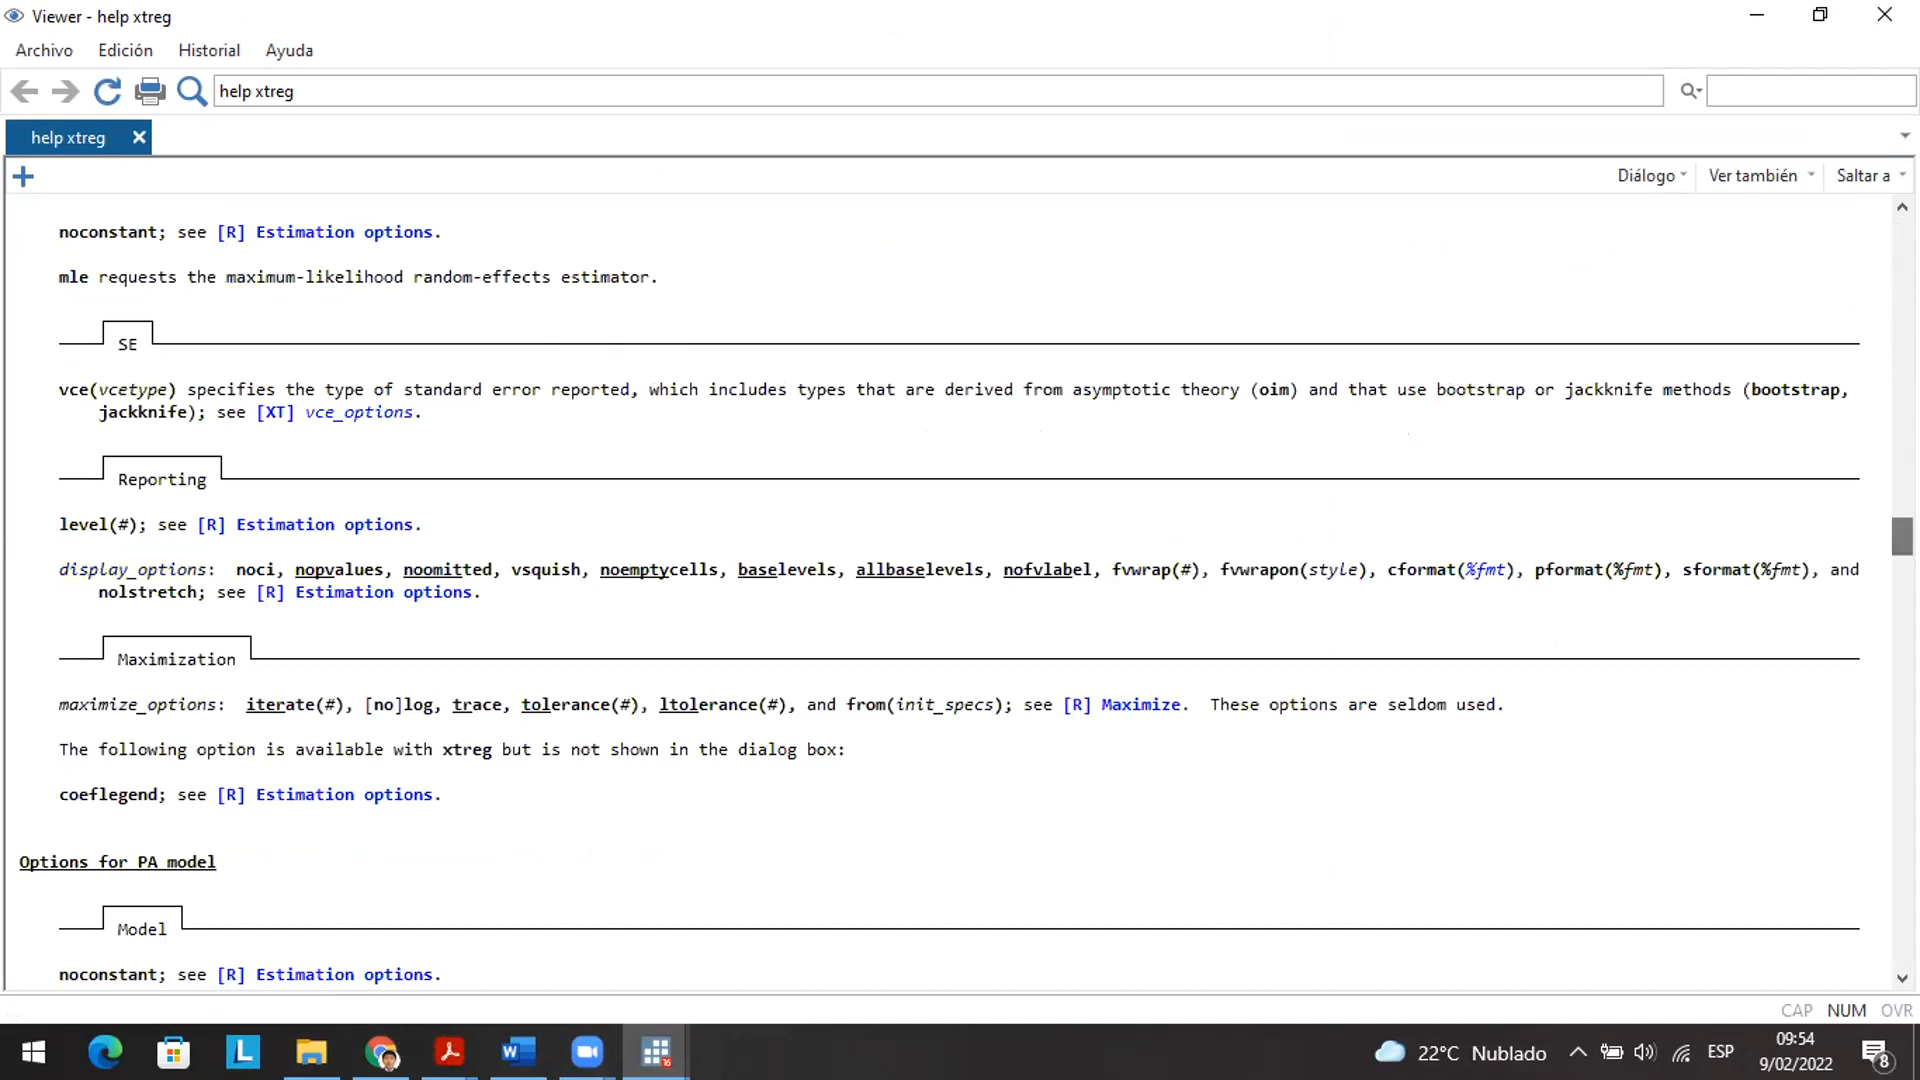 Viewer - help xtreg
Archivo Edición Historial Ayuda
help xtreg
help xtreg
Diálogo Ver también Saltar a
noconstant; see [R] Estimation options.
mle requests the maximum-likelihood random-effects estimator.
SE
vce(vcetype) specifies the type of standard error reported, which includes types that are derived from asymptotic theory (oim) and that use bootstrap or jackknife methods (bootstrap,
jackknife); see [XT] vce_options.
Reporting
level(#); see [R] Estimation options.
display_options: noci, nopvalues, noomitted, vsquish, noemptycells, baselevels, allbaselevels, nofvlabel, fvwrap(#), fvwrapon(style), cformat(%fmt), pformat(%fmt), sformat(%fmt), and
nolstretch; see [R] Estimation options.
Maximization
maximize_options: iterate(#), [no]log, trace, tolerance(#), ltolerance(#), and from(init_specs); see [R] Maximize. These options are seldom used.
The following option is available with xtreg but is not shown in the dialog box:
coeflegend; see [R] Estimation options.
Options for PA model
Model
noconstant; see [R] Estimation options.
CAP NUM OVR
L
W
16
22°C Nublado
ESP
09:54
9/02/2022
8